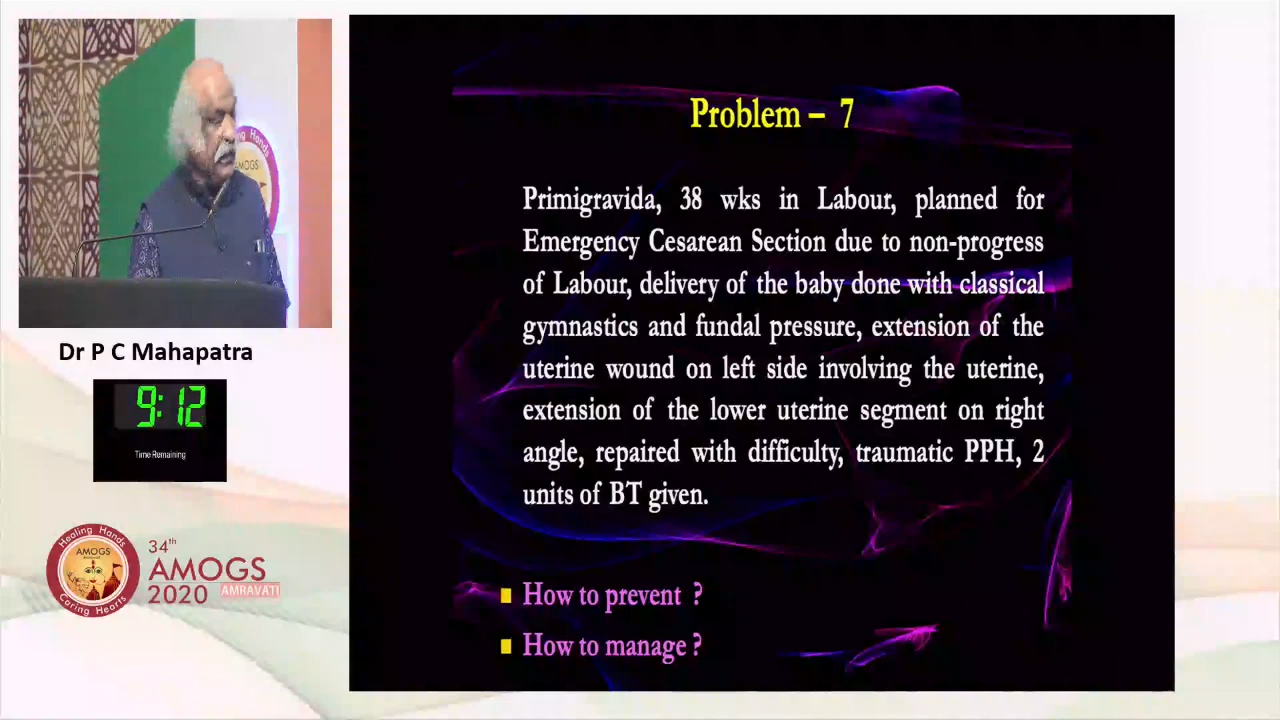 Problem – 7
Primigravida, 38 wks in Labour, planned for
Emergency Cesarean Section due to non-progress
of Labour, delivery of the baby done with classical
gymnastics and fundal pressure, extension of the
uterine wound on left side involving the uterine,
extension of the lower uterine segment on right
angle, repaired with difficulty, traumatic PPH, 2
units of BT given.
How to prevent ?
How to manage ?
Dr P C Mahapatra
9:12
Time Remaining
Healing Hands
AMOGS
Caring Hearts
34th
AMOGS
2020 AMRAVATI
ng Hands
AMOGS